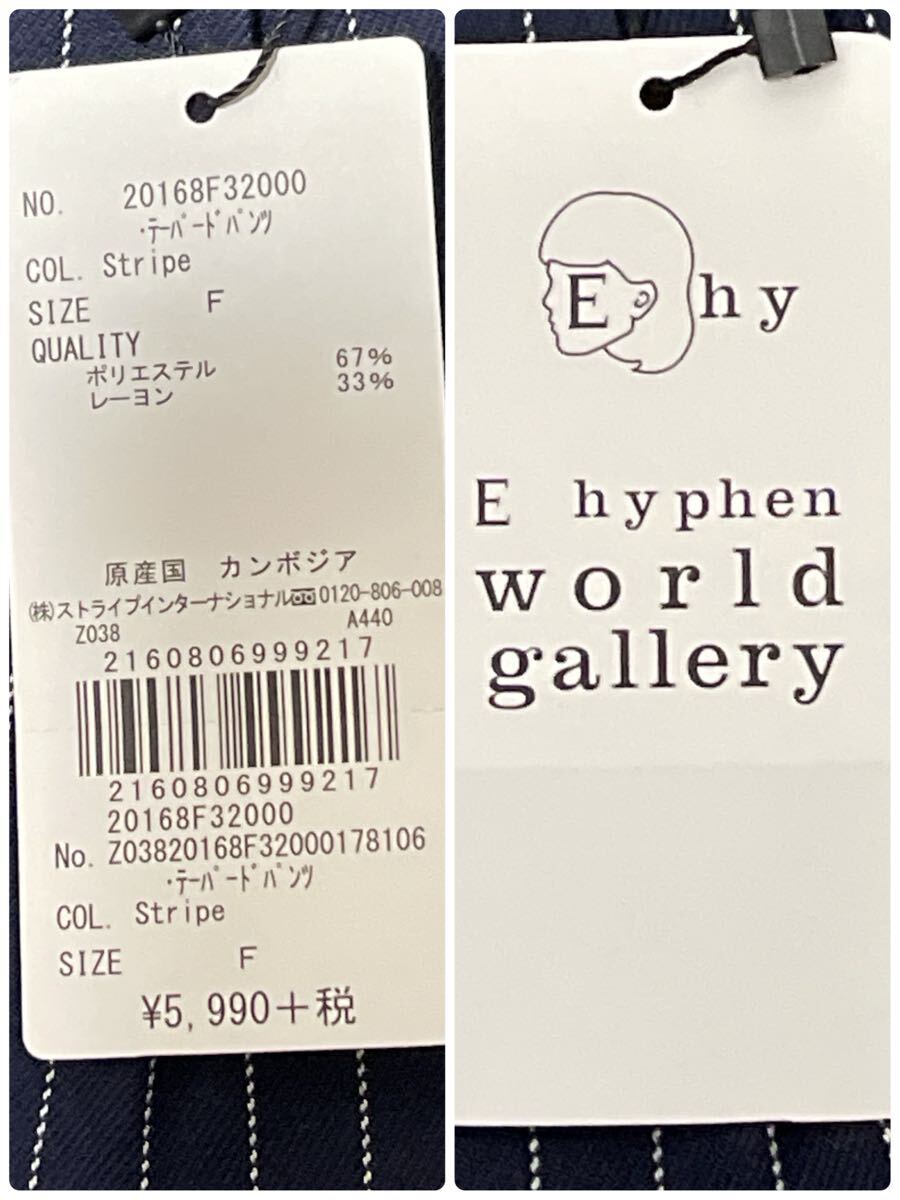 NO. 20168F32000
・ﾃｰﾊﾟｰﾄﾞﾊﾟﾝﾂ
COL. Stripe
SIZE F
QUALITY
ポリエステル 67%
レーヨン 33%
原産国 カンボジア
(株)ストライプインターナショナル 0120-806-008
Z038 A440
2160806999217
2160806999217
20168F32000
No. Z03820168F32000178106
・ﾃｰﾊﾟｰﾄﾞﾊﾟﾝﾂ
COL. Stripe
SIZE F
¥5,990+税
E hy
E hyphen
world
gallery